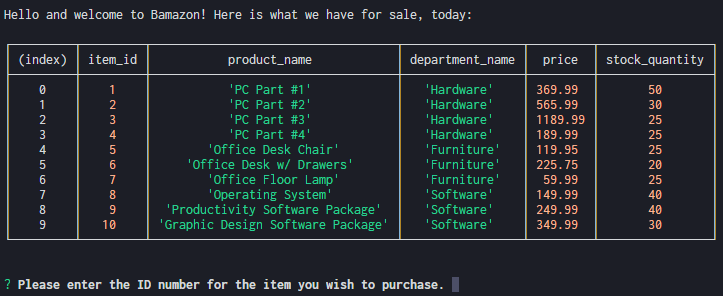 Hello and welcome to Bamazon! Here is what we have for sale, today:
(index) item_id product_name department_name price stock_quantity
0 1 'PC Part #1' 'Hardware' 369.99 50
1 2 'PC Part #2' 'Hardware' 565.99 30
2 3 'PC Part #3' 'Hardware' 1189.99 25
3 4 'PC Part #4' 'Hardware' 189.99 25
4 5 'Office Desk Chair' 'Furniture' 119.95 25
5 6 'Office Desk w/ Drawers' 'Furniture' 225.75 20
6 7 'Office Floor Lamp' 'Furniture' 59.99 25
7 8 'Operating System' 'Software' 149.99 40
8 9 'Productivity Software Package' 'Software' 249.99 40
9 10 'Graphic Design Software Package' 'Software' 349.99 30
? Please enter the ID number for the item you wish to purchase.